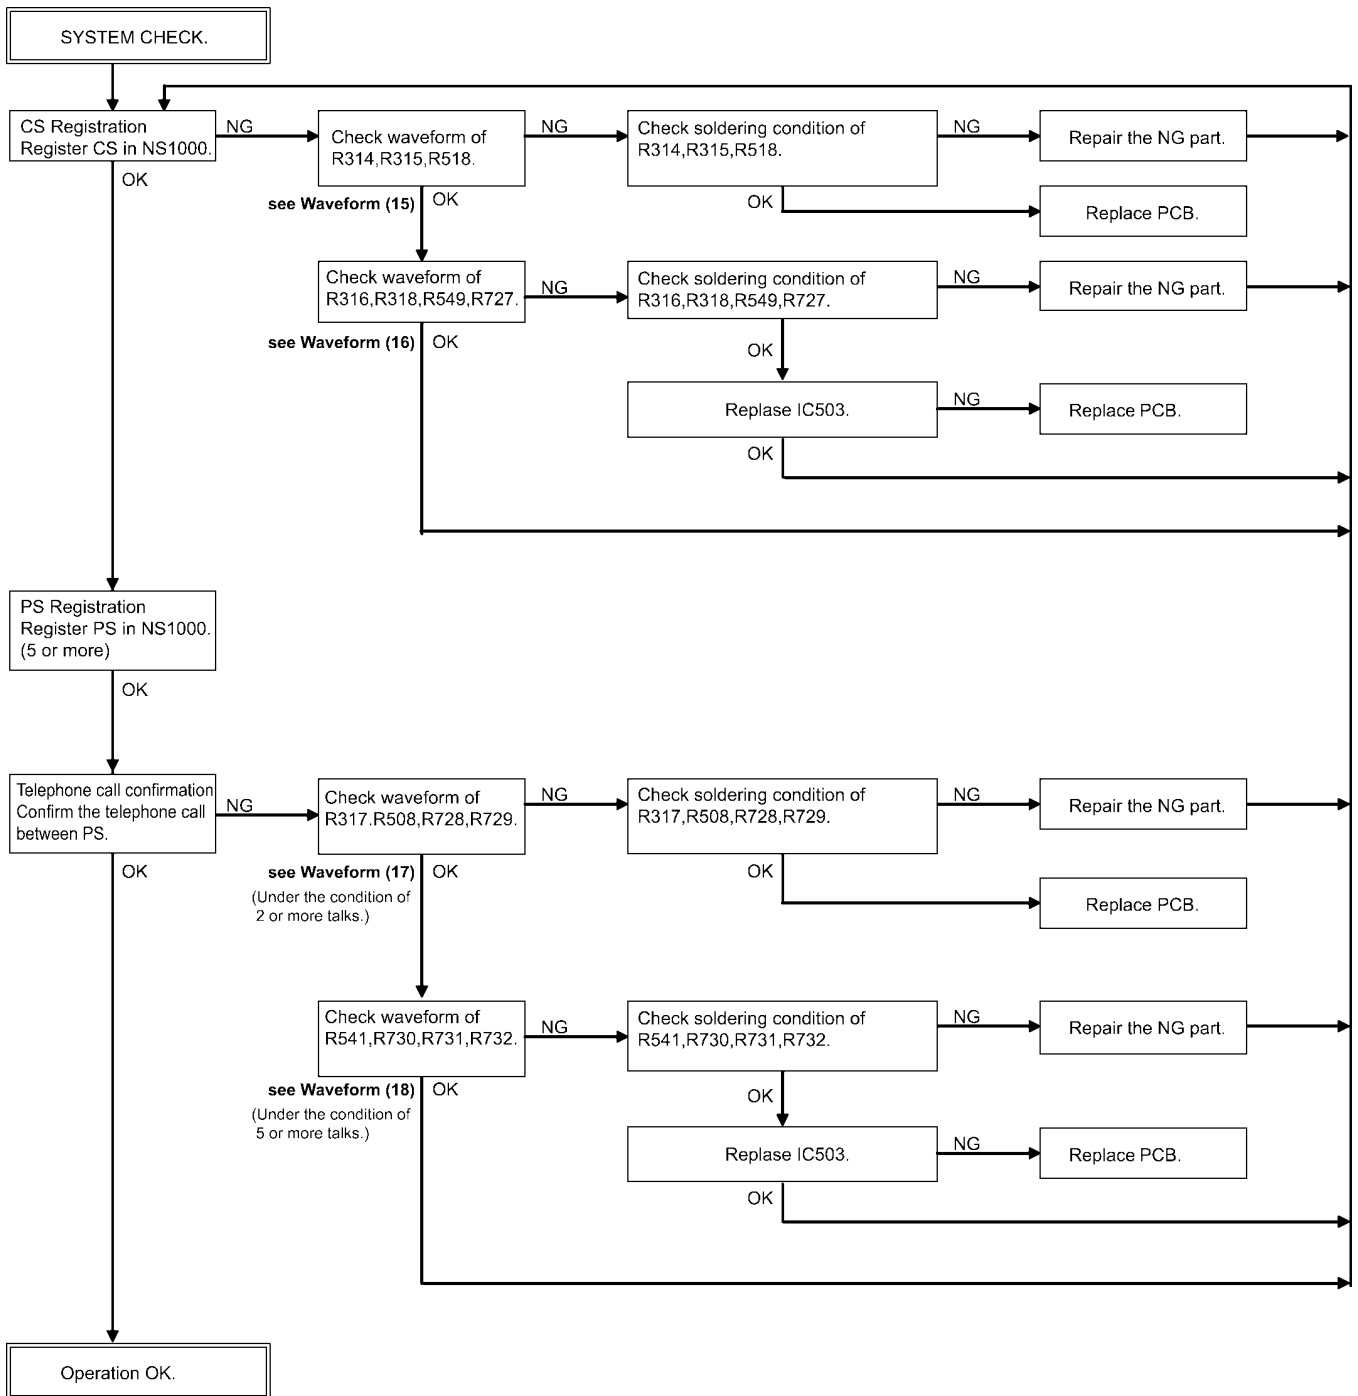 SYSTEM CHECK.
CS Registration
Register CS in NS1000.
NG
Check waveform of
R314,R315,R518.
NG
Check soldering condition of
R314,R315,R518.
NG
Repair the NG part.
OK
see Waveform (15)
OK
OK
Replace PCB.
Check waveform of
R316,R318,R549,R727.
NG
Check soldering condition of
R316,R318,R549,R727.
NG
Repair the NG part.
see Waveform (16)
OK
OK
Replase IC503.
NG
Replace PCB.
OK
PS Registration
Register PS in NS1000.
(5 or more)
OK
Telephone call confirmation
Confirm the telephone call
between PS.
NG
Check waveform of
R317.R508,R728,R729.
NG
Check soldering condition of
R317,R508,R728,R729.
NG
Repair the NG part.
OK
see Waveform (17)
OK
(Under the condition of
2 or more talks.)
OK
Replace PCB.
Check waveform of
R541,R730,R731,R732.
NG
Check soldering condition of
R541,R730,R731,R732.
NG
Repair the NG part.
see Waveform (18)
OK
(Under the condition of
5 or more talks.)
OK
Replase IC503.
NG
Replace PCB.
OK
Operation OK.